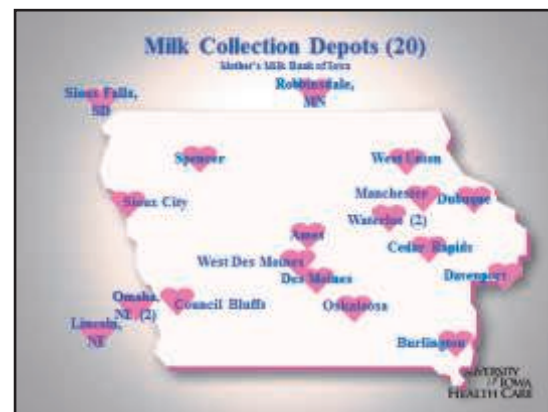 Milk Collection Depots (20)
Mother's Milk Bank of Iowa
Robbinsdale,
MN
Sioux Falls,
SD
Spencer
West Union
Manchester
Dubuque
Sioux City
Waterloo (2)
Ames
Cedar Rapids
West Des Moines
Des Moines
Davenport
Omaha,
NE (2)
Council Bluffs
Oskaloosa
Lincoln,
NE
Burlington
UNIVERSITY
OF IOWA
HEALTH CARE